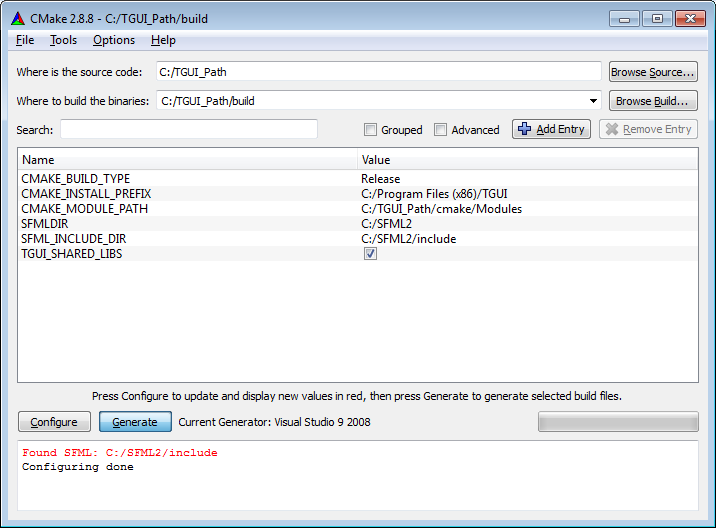 CMake 2.8.8 - C:/TGUI_Path/build
File Tools Options Help
Where is the source code: C:/TGUI_Path Browse Source...
Where to build the binaries: C:/TGUI_Path/build Browse Build...
Search: Grouped Advanced Add Entry Remove Entry
Name Value
CMAKE_BUILD_TYPE Release
CMAKE_INSTALL_PREFIX C:/Program Files (x86)/TGUI
CMAKE_MODULE_PATH C:/TGUI_Path/cmake/Modules
SFMLDIR C:/SFML2
SFML_INCLUDE_DIR C:/SFML2/include
TGUI_SHARED_LIBS
Press Configure to update and display new values in red, then press Generate to generate selected build files.
Configure Generate Current Generator: Visual Studio 9 2008
Found SFML: C:/SFML2/include
Configuring done